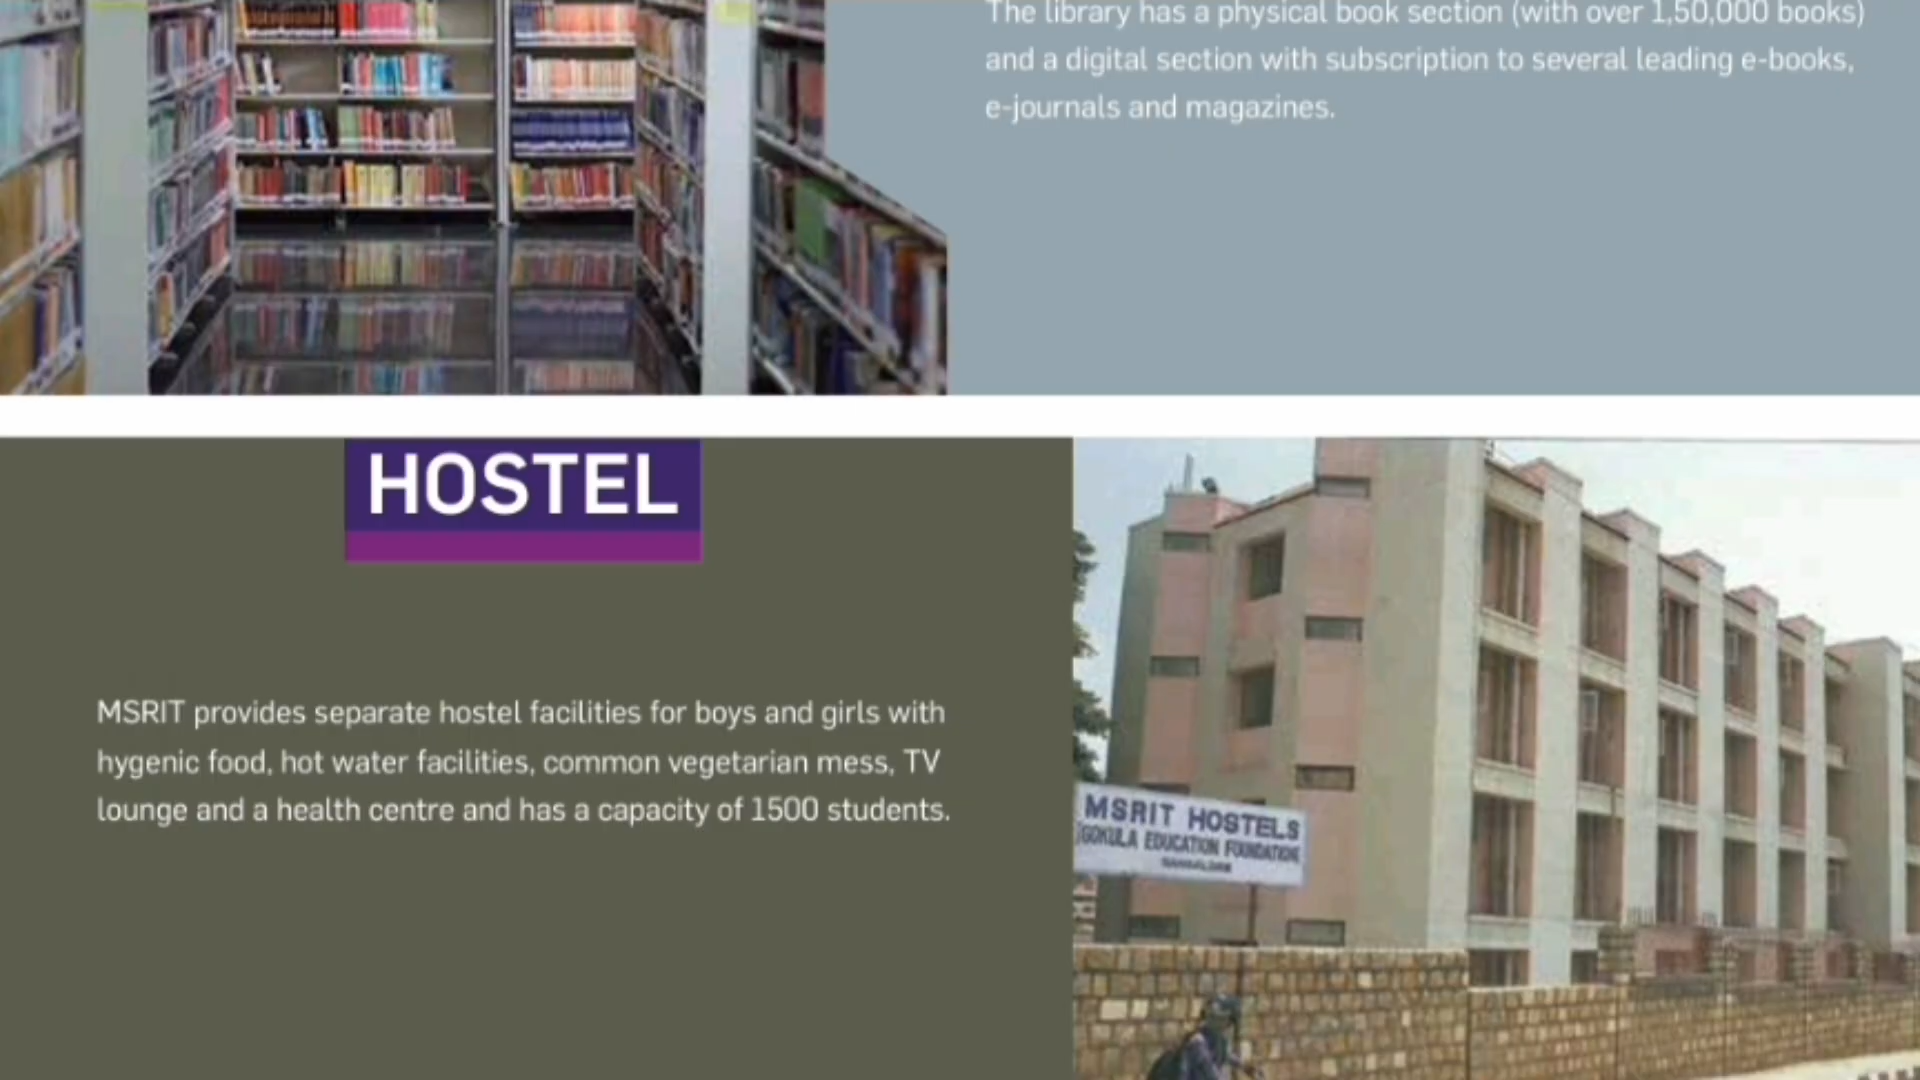 The library has a physical book section (with over 1,50,000 books)
and a digital section with subscription to several leading e-books,
e-journals and magazines.
HOSTEL
MSRIT provides separate hostel facilities for boys and girls with
hygenic food, hot water facilities, common vegetarian mess, TV
lounge and a health centre and has a capacity of 1500 students.
MSRIT HOSTELS
GOKULA EDUCATION FOUNDATION
BANGALORE